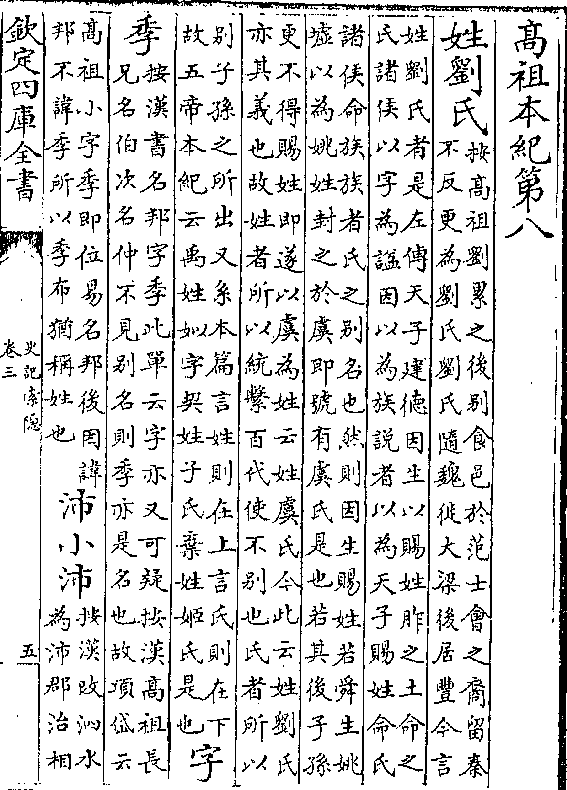 髙祖本紀第八
姓劉氏
按髙祖劉累之後别食邑於范士會之裔留秦
不反更為劉氏劉氏隨魏徙大梁後居豐今言
姓劉氏者是左傳天子建德因生以賜姓胙之土命之
氏諸侯以字為諡因以為族説者以為天子賜姓命氏
諸侯命族族者氏之别名也然則因生賜姓若舜生姚
墟以為姚姓封之於虞即號有虞氏是也若其後子孫
更不得賜姓即遂以虞為姓云姓虞氏今此云姓劉氏
亦其義也故姓者所以統繫百代使不别也氏者所以
别子孫之所出又系本篇言姓則在上言氏則在下
故五帝本紀云禹姓姒字契姓子氏棄姓姬氏是也
字
季
按漢書名邦字季此單云字亦又可疑按漢髙祖長
兄名伯次名仲不見别名則季亦是名也故項岱云
髙祖小字季即位易名邦後因諱
邦不諱季所以季布猶稱姓也
沛小沛
按漢改泗水
為沛郡治相
欽定四庫全書
史記索隠
卷三
五